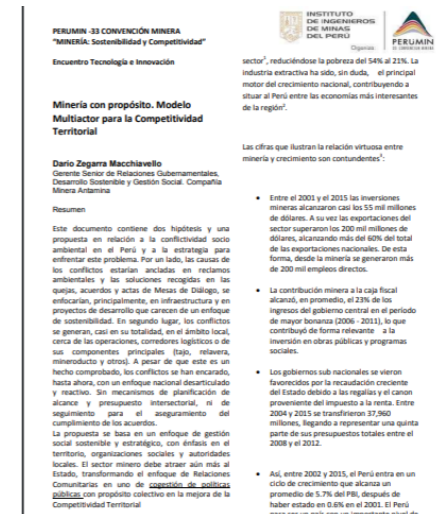 PERUMIN -33 CONVENCIÓN MINERA
"MINERÍA: Sostenibilidad y Competitividad"
Encuentro Tecnología e Innovación
INSTITUTO
DE INGENIEROS
DE MINAS
DEL PERÚ
Organiza:
PERUMIN
Minería con propósito. Modelo
Multiactor para la Competitividad
Territorial
Darío Zegarra Macchiavello
Gerente Senior de Relaciones Gubernamentales,
Desarrollo Sostenible y Gestión Social. Compañía
Minera Antamina
Resumen
Este documento contiene dos hipótesis y una
propuesta en relación a la conflictividad socio
ambiental en el Perú y a la estrategia para
enfrentar este problema. Por un lado, las causas de
los conflictos estarían ancladas en reclamos
ambientales y las soluciones recogidas en las
quejas, acuerdos y actas de Mesas de Diálogo, se
enfocarían, principalmente, en infraestructura y en
proyectos de desarrollo que carecen de un enfoque
de sostenibilidad. En segundo lugar, los conflictos
se generan, casi en su totalidad, en el ámbito local,
cerca de las operaciones, corredores logísticos o de
sus componentes principales (tajo, relavera,
mineroducto y otros). A pesar de que este es un
hecho comprobado, los conflictos se han encarado,
hasta ahora, con un enfoque nacional desarticulado
y reactivo. Sin mecanismos de planificación de
alcance y presupuesto intersectorial, ni de
seguimiento para el aseguramiento del
cumplimiento de los acuerdos.
La propuesta se basa en un enfoque de gestión
social sostenible y estratégico, con énfasis en el
territorio, organizaciones sociales y autoridades
locales. El sector minero debe atraer aún más al
Estado, transformando el enfoque de Relaciones
Comunitarias en uno de cogestión de políticas
públicas con propósito colectivo en la mejora de la
Competitividad Territorial
sector¹, reduciéndose la pobreza del 54% al 21%. La
industria extractiva ha sido, sin duda, el principal
motor del crecimiento nacional, contribuyendo a
situar al Perú entre las economías más interesantes
de la región².
Las cifras que ilustran la relación virtuosa entre
minería y crecimiento son contundentes³:
• Entre el 2001 y el 2015 las inversiones
mineras alcanzaron casi los 55 mil millones
de dólares. A su vez las exportaciones del
sector superaron los 200 mil millones de
dólares, alcanzando más del 60% del total
de las exportaciones nacionales. De esta
forma, desde la minería se generaron más
de 200 mil empleos directos.
• La contribución minera a la caja fiscal
alcanzó, en promedio, el 23% de los
ingresos del gobierno central en el período
de mayor bonanza (2006 - 2011), lo que
contribuyó de forma relevante a la
inversión en obras públicas y programas
sociales.
• Los gobiernos sub nacionales se vieron
favorecidos por la recaudación creciente
del Estado debido a las regalías y el canon
proveniente del impuesto a la renta. Entre
2004 y 2015 se transfirieron 37,960
millones, llegando a representar una quinta
parte de sus presupuestos totales entre el
2008 y el 2012.
• Así, entre 2002 y 2015, el Perú entra en un
ciclo de crecimiento que alcanza un
promedio de 5.7% del PBI, después de
haber estado en 0.6% en el 2001. El Perú